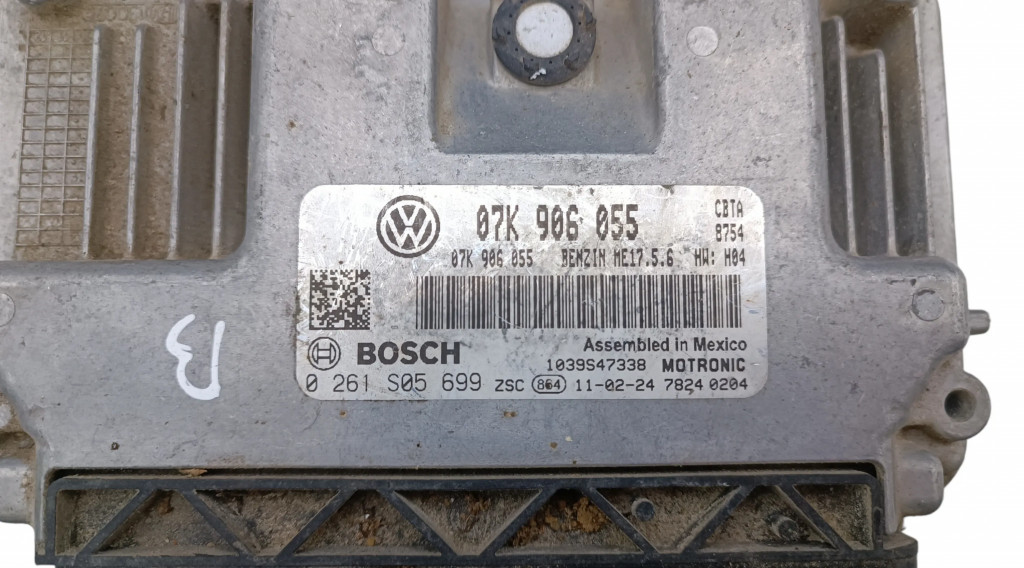 VW 07K 906 055 CBTA
8754
07K 906 055 BENZIN ME17.5.6 HW: H04
BOSCH
Assembled in Mexico
1039S47338 MOTRONIC
0 261 S05 699 ZSC 864 11-02-24 7824 0204
B